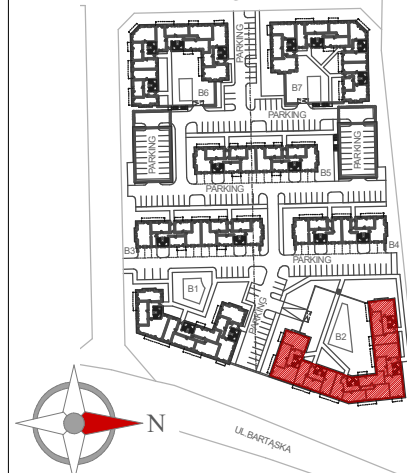 PARKING
B6
B7
PARKING
PARKING
PARKING
B5
PARKING
B3
B4
PARKING
B1
PARKING
B2
N
UL.BARTĄSKA